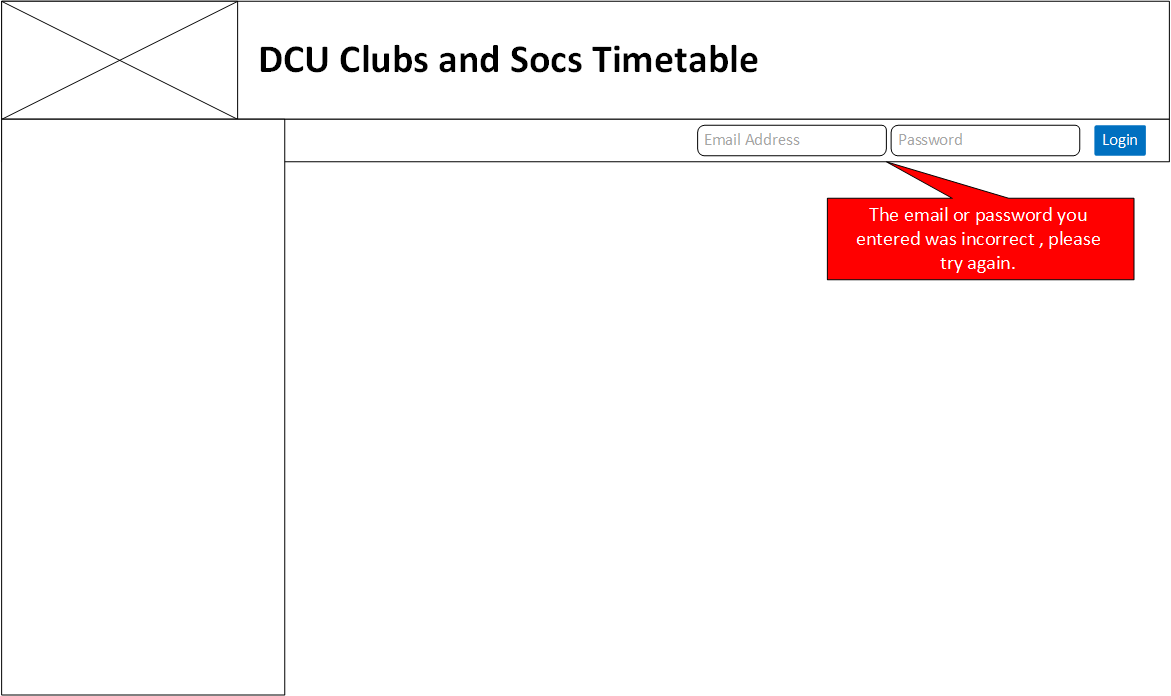 DCU Clubs and Socs Timetable
Email Address
Password
Login
The email or password you
entered was incorrect , please
try again.